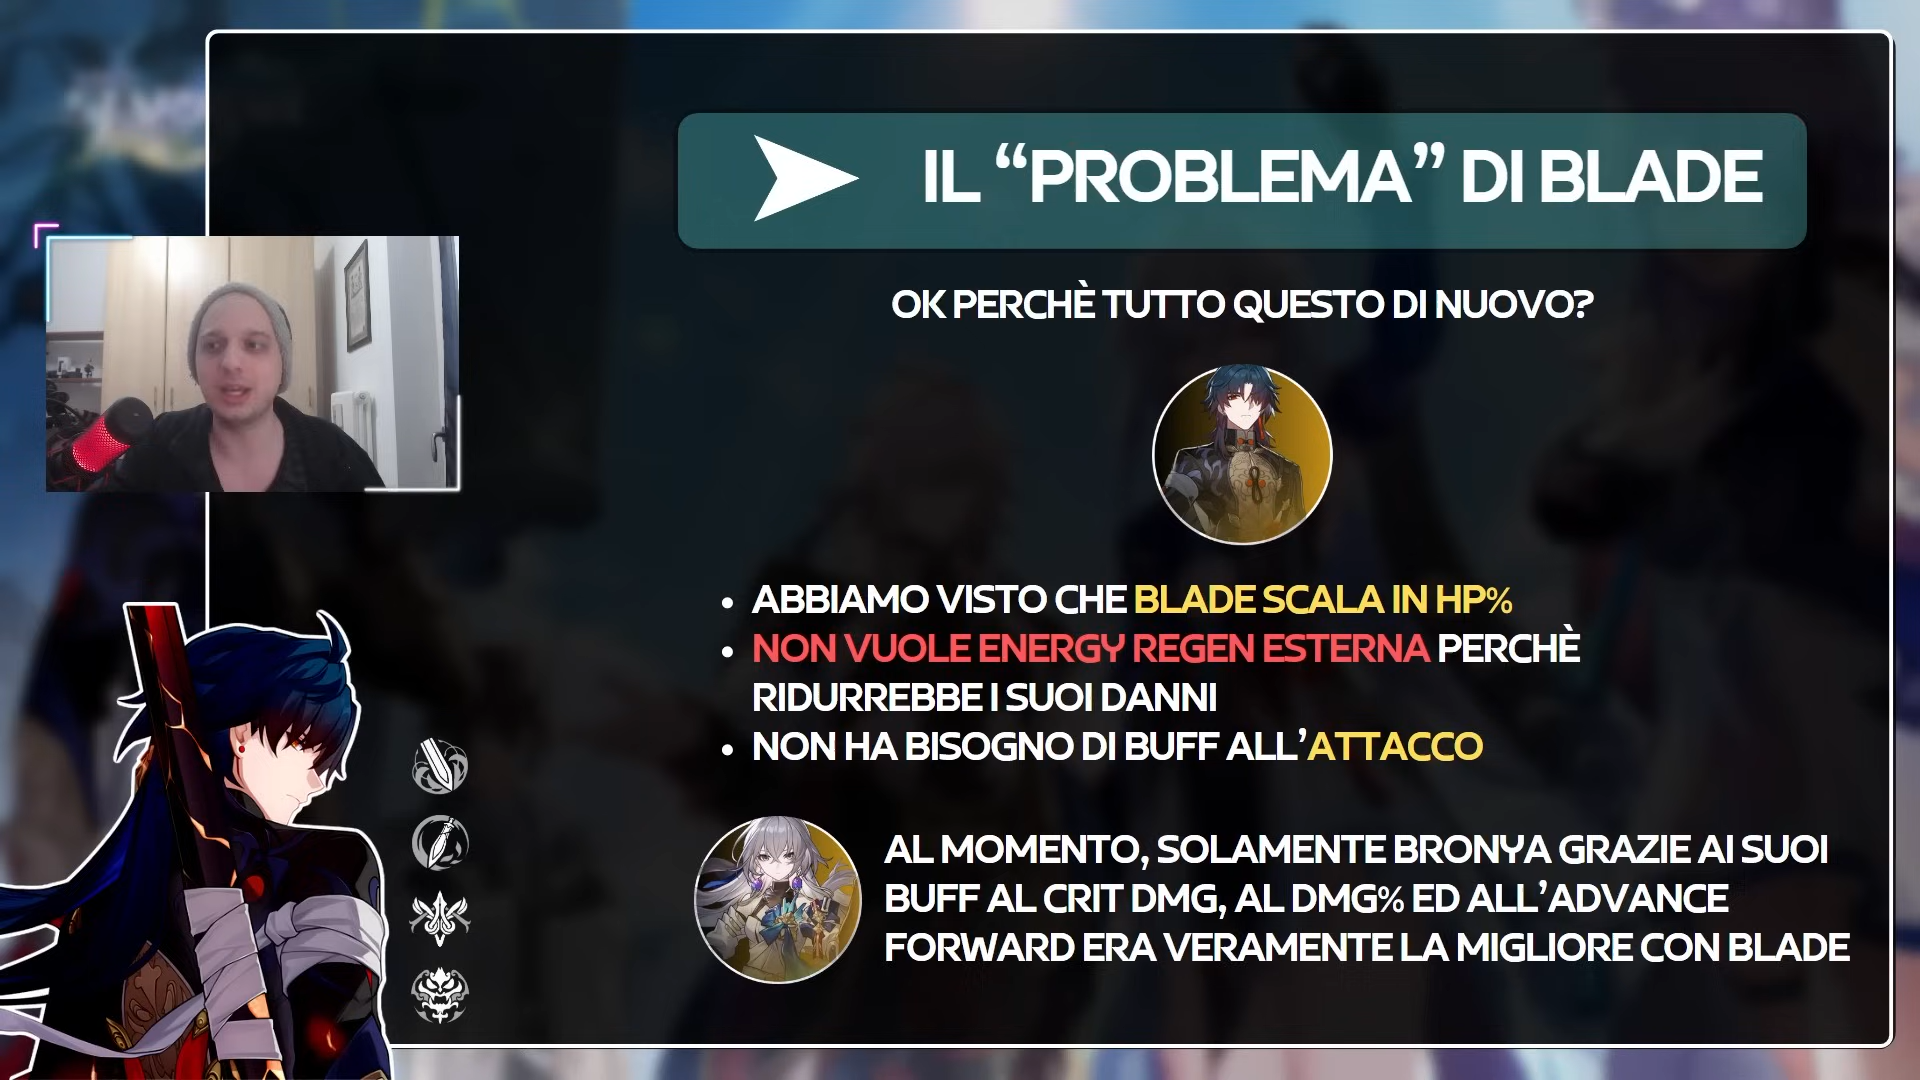 IL “PROBLEMA” DI BLADE
OK PERCHÈ TUTTO QUESTO DI NUOVO?
• ABBIAMO VISTO CHE BLADE SCALA IN HP%
• NON VUOLE ENERGY REGEN ESTERNA PERCHÈ
RIDURREBBE I SUOI DANNI
• NON HA BISOGNO DI BUFF ALL’ATTACCO
AL MOMENTO, SOLAMENTE BRONYA GRAZIE AI SUOI
BUFF AL CRIT DMG, AL DMG% ED ALL’ADVANCE
FORWARD ERA VERAMENTE LA MIGLIORE CON BLADE